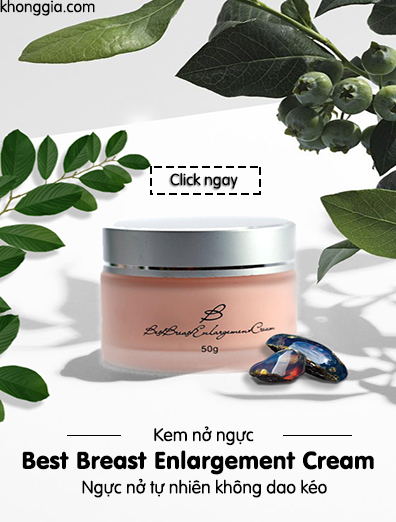 khonggia.com
Click ngay
B
BestBreastEnlargementCream
50g
Kem nở ngực
Best Breast Enlargement Cream
Ngực nở tự nhiên không dao kéo